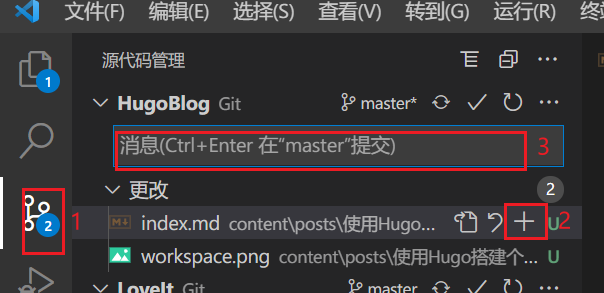 文件(F) 编辑(E) 选择(S) 查看(V) 转到(G) 运行(R) 终
1
源代码管理
HugoBlog Git master*
消息(Ctrl+Enter 在“master”提交) 3
更改 2
1 2 index.md content\posts\使用Hugo... U 2
workspace.png content\posts\使用Hugo搭建个... U
LoveIt Git master